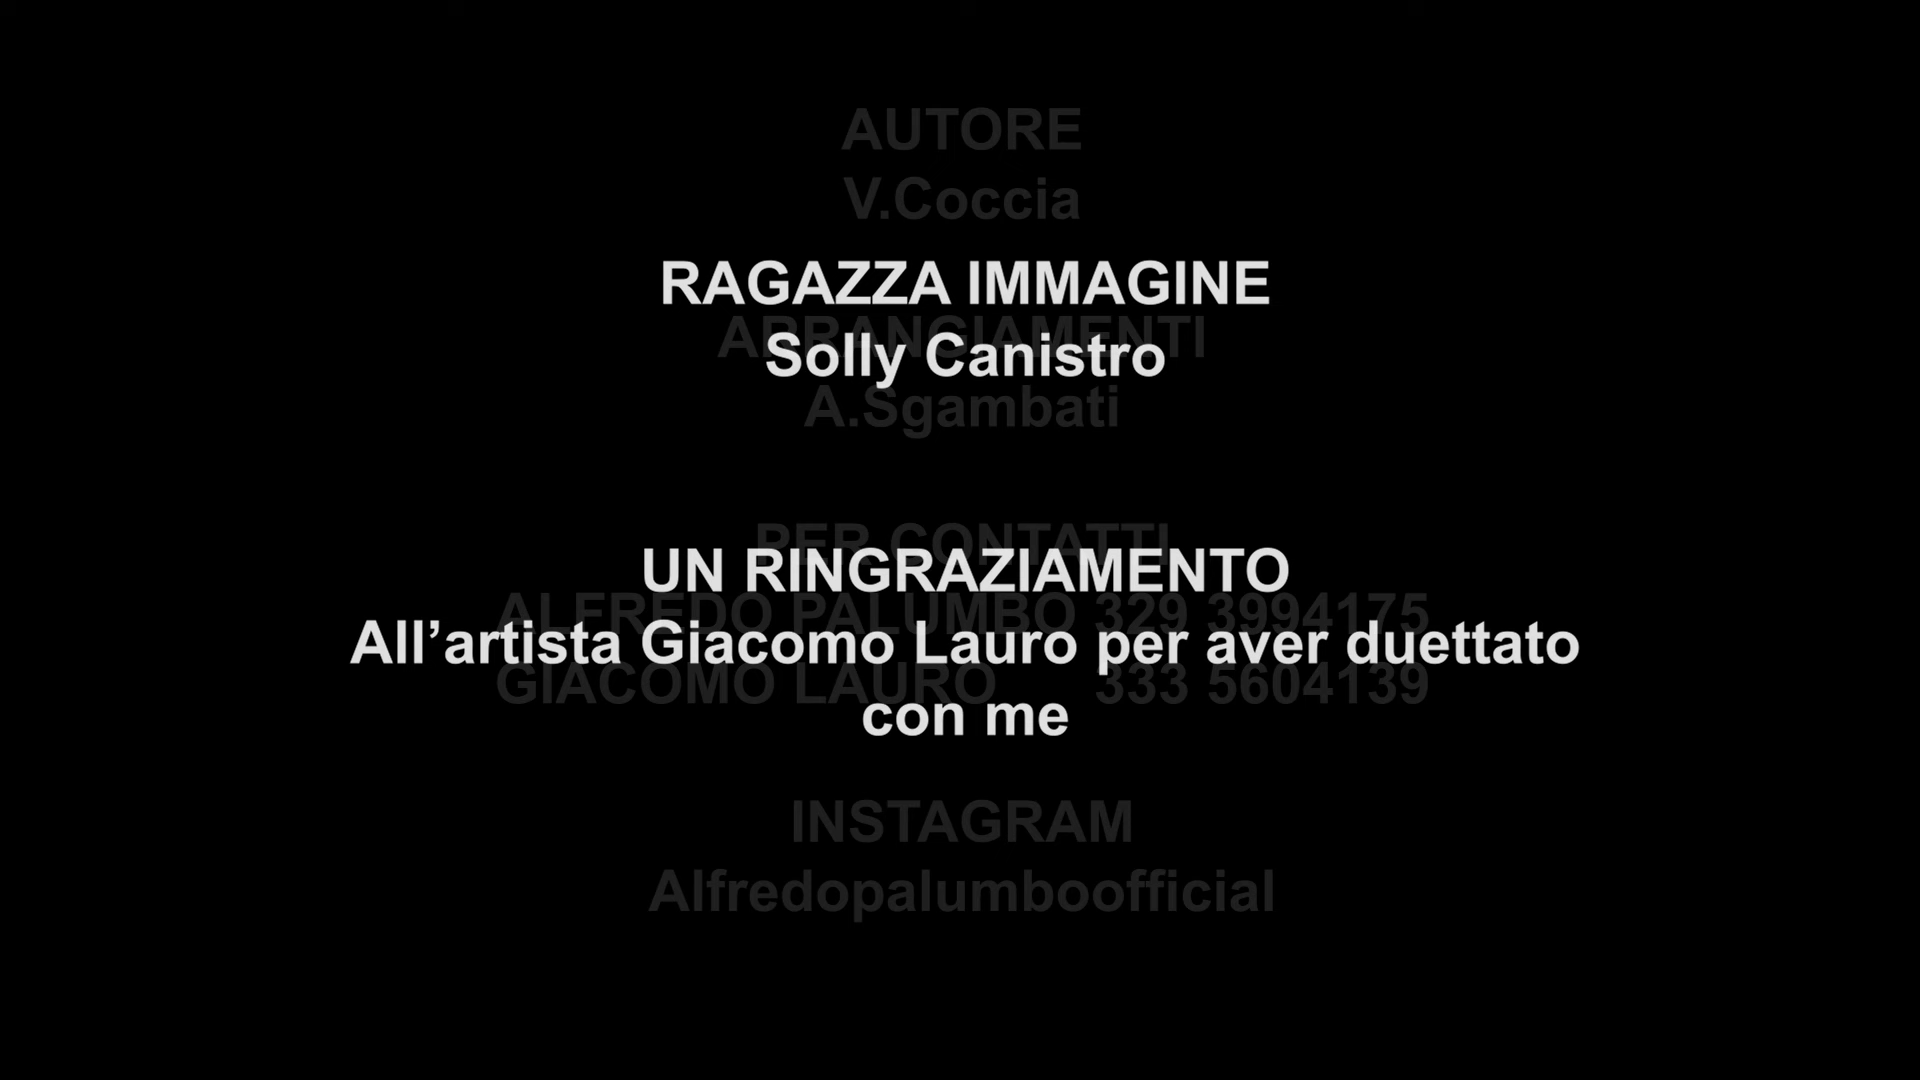 AUTORE
V.Coccia
RAGAZZA IMMAGINE
ARRANGIAMENTI
Solly Canistro
A.Sgambati
PER CONTATTI
UN RINGRAZIAMENTO
ALFREDO PALUMBO 329 3994175
All’artista Giacomo Lauro per aver duettato
GIACOMO LAURO 333 5604139
con me
INSTAGRAM
Alfredopalumboofficial